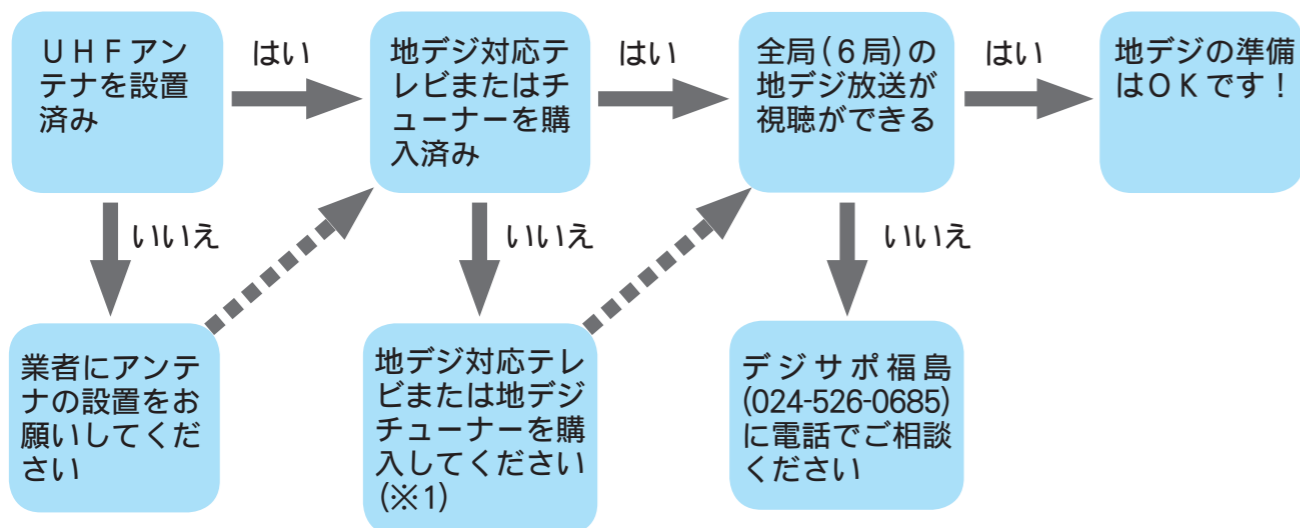 ＵＨＦアン
テナを設置
済み
はい
地デジ対応テ
レビまたはチ
ューナーを購
入済み
はい
全局(６局)の
地デジ放送が
視聴ができる
はい
地デジの準備
はＯＫです！
いいえ
いいえ
いいえ
業者にアンテ
ナの設置をお
願いしてくだ
さい
地デジ対応テレ
ビまたは地デジ
チューナーを購
入してください
(※1)
デジサポ福島
(024-526-0685)
に電話でご相談
ください